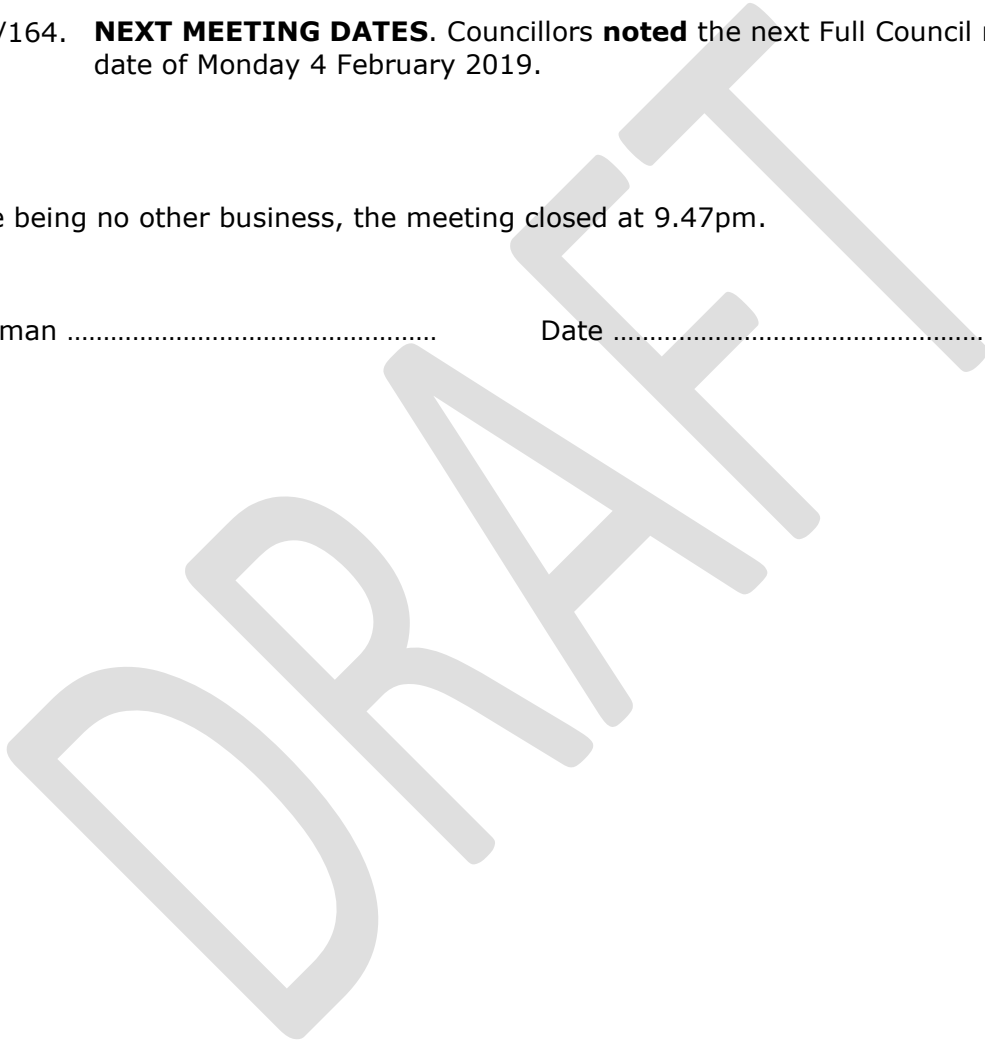 /164. NEXT MEETING DATES. Councillors noted the next Full Council
date of Monday 4 February 2019.
being no other business, the meeting closed at 9.47pm.
man ................................................ Date ................................................
DRAFT